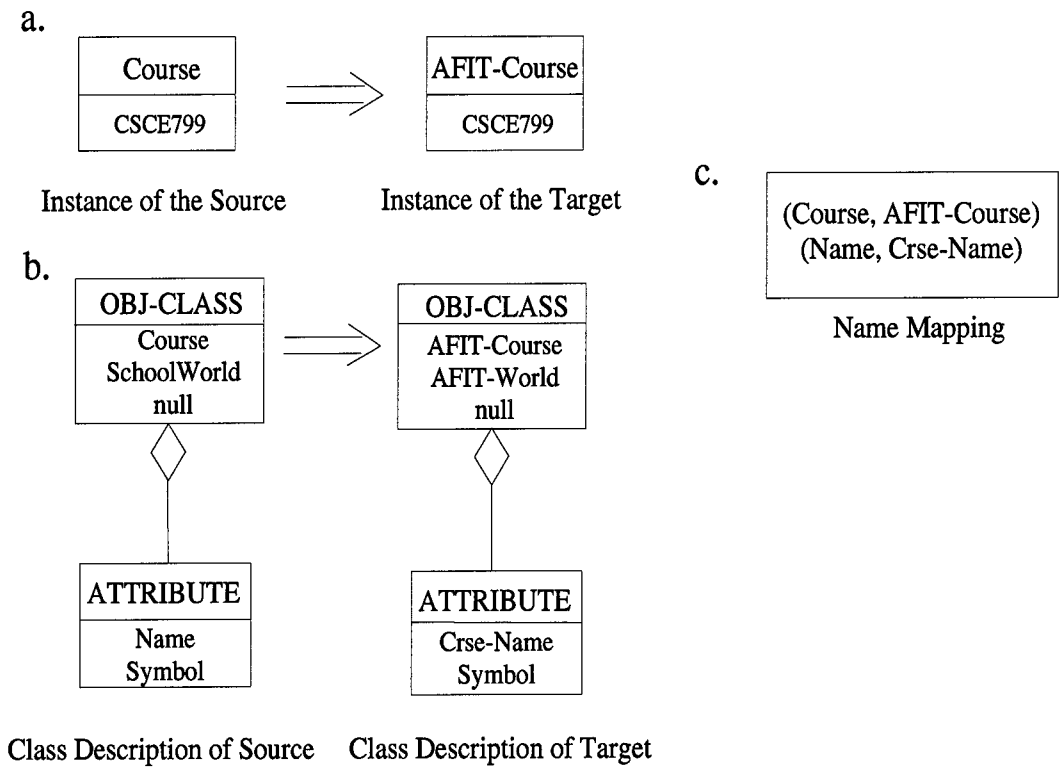 a.
Course
CSCE799
Instance of the Source
AFIT-Course
CSCE799
Instance of the Target
b.
OBJ-CLASS
Course
SchoolWorld
null
ATTRIBUTE
Name
Symbol
Class Description of Source
OBJ-CLASS
AFIT-Course
AFIT-World
null
ATTRIBUTE
Crse-Name
Symbol
Class Description of Target
c.
(Course, AFIT-Course)
(Name, Crse-Name)
Name Mapping